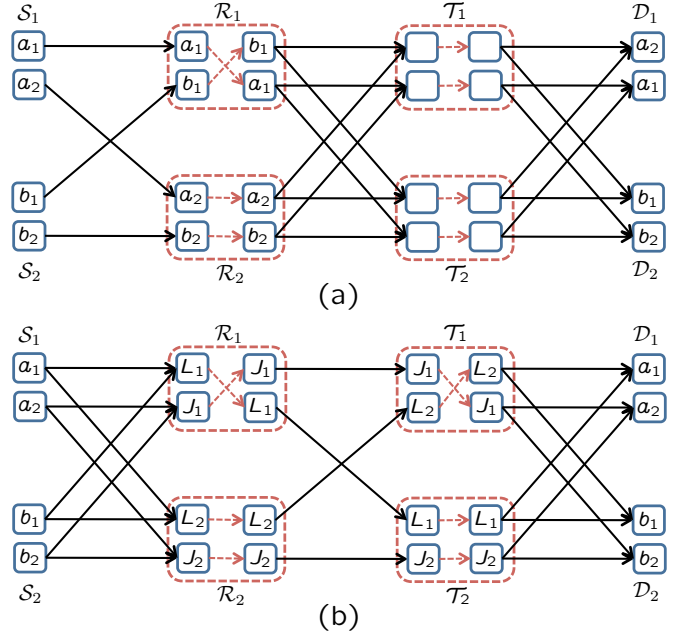 𝒮₁ ℛ₁ 𝒯₁ 𝒟₁
a₁ a₁ b₁ a₂
a₂ b₁ a₁ a₁
b₁ a₂ a₂ b₁
b₂ b₂ b₂ b₂
𝒮₂ ℛ₂ 𝒯₂ 𝒟₂
(a)
𝒮₁ ℛ₁ 𝒯₁ 𝒟₁
a₁ L₁ J₁ J₁ L₂ a₁
a₂ J₁ L₁ L₂ J₁ a₂
b₁ L₂ L₂ L₁ L₁ b₁
b₂ J₂ J₂ J₂ J₂ b₂
𝒮₂ ℛ₂ 𝒯₂ 𝒟₂
(b)